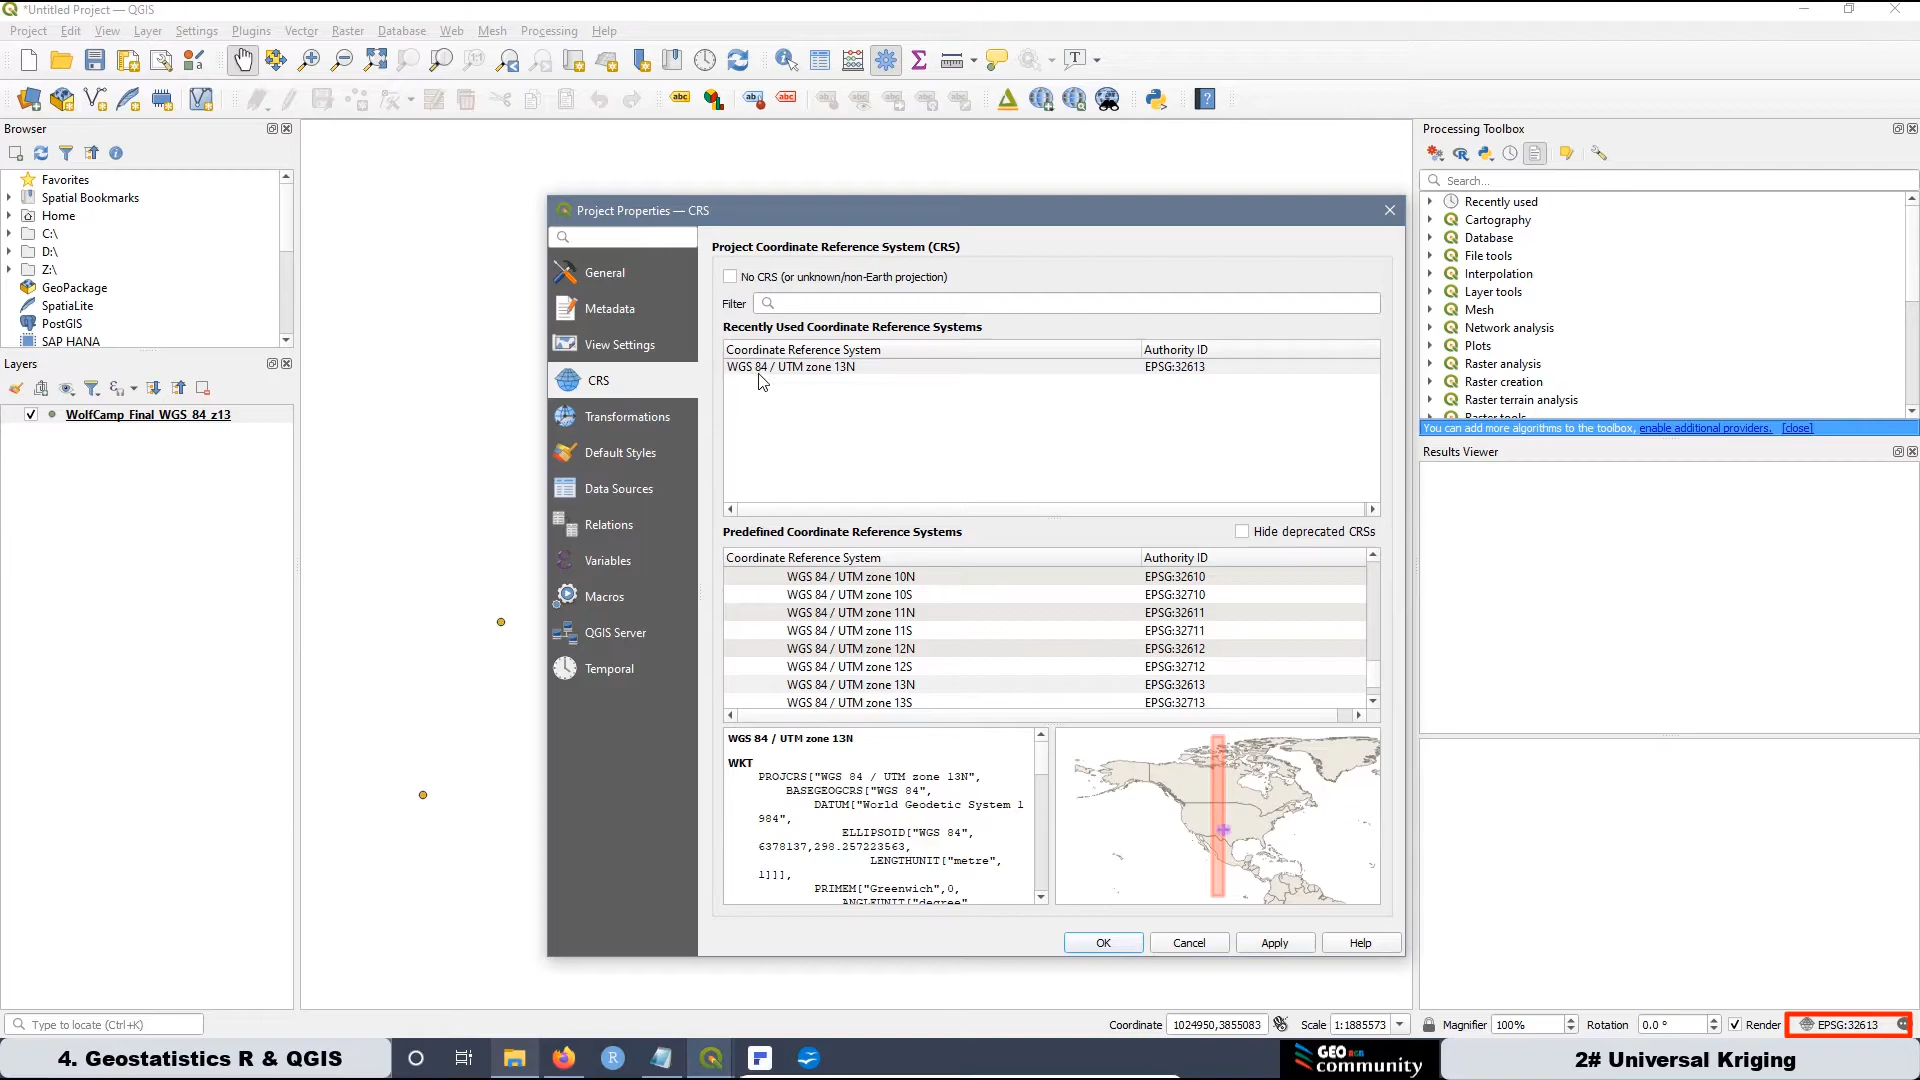 *Untitled Project — QGIS
Project Edit View Layer Settings Plugins Vector Raster Database Web Mesh Processing Help
Browser
Favorites
Spatial Bookmarks
Home
C:\
D:\
Z:\
GeoPackage
SpatiaLite
PostGIS
SAP HANA
Layers
WolfCamp_Final_WGS_84_z13
Project Properties — CRS
General
Metadata
View Settings
CRS
Transformations
Default Styles
Data Sources
Relations
Variables
Macros
QGIS Server
Temporal
Project Coordinate Reference System (CRS)
No CRS (or unknown/non-Earth projection)
Filter
Recently Used Coordinate Reference Systems
Coordinate Reference System Authority ID
WGS 84 / UTM zone 13N EPSG:32613
Predefined Coordinate Reference Systems Hide deprecated CRSs
Coordinate Reference System Authority ID
WGS 84 / UTM zone 10N EPSG:32610
WGS 84 / UTM zone 10S EPSG:32710
WGS 84 / UTM zone 11N EPSG:32611
WGS 84 / UTM zone 11S EPSG:32711
WGS 84 / UTM zone 12N EPSG:32612
WGS 84 / UTM zone 12S EPSG:32712
WGS 84 / UTM zone 13N EPSG:32613
WGS 84 / UTM zone 13S EPSG:32713
WGS 84 / UTM zone 13N
WKT
PROJCRS["WGS 84 / UTM zone 13N",
BASEGEOGCRS["WGS 84",
DATUM["World Geodetic System 1
984",
ELLIPSOID["WGS 84",
6378137,298.257223563,
LENGTHUNIT["metre",
1]]],
PRIMEM["Greenwich",0,
ANGLEUNIT["degree"
OK Cancel Apply Help
Processing Toolbox
Search...
Recently used
Cartography
Database
File tools
Interpolation
Layer tools
Mesh
Network analysis
Plots
Raster analysis
Raster creation
Raster terrain analysis
Raster tools
You can add more algorithms to the toolbox, enable additional providers. [close]
Results Viewer
Type to locate (Ctrl+K)
Coordinate 1024950,3855083 Scale 1:1885573 Magnifier 100% Rotation 0.0 ° Render EPSG:32613
4. Geostatistics R & QGIS
GEO
community
2# Universal Kriging